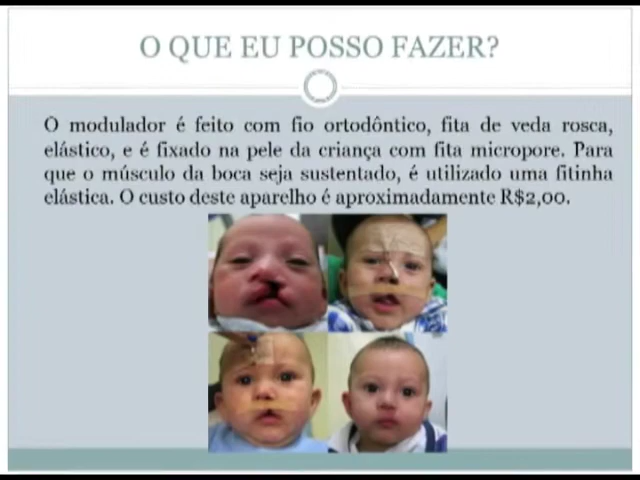 O QUE EU POSSO FAZER?
O modulador é feito com fio ortodôntico, fita de veda rosca,
elástico, e é fixado na pele da criança com fita micropore. Para
que o músculo da boca seja sustentado, é utilizado uma fitinha
elástica. O custo deste aparelho é aproximadamente R$2,00.